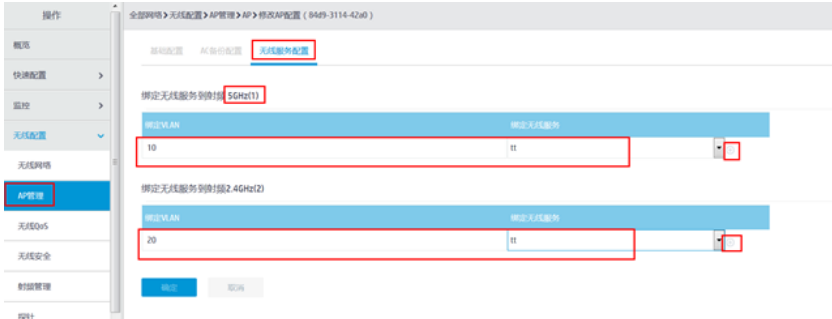 操作
全部网络>无线配置>AP管理>AP>修改AP配置 ( 84d9-3114-42a0 )
概览
快速配置
监控
无线配置
无线网络
AP管理
无线QoS
无线安全
射频管理
探针
基础配置 AC备份配置 无线服务配置
绑定无线服务到射频 5GHz(1)
绑定VLAN 绑定无线服务
10 tt
绑定无线服务到射频2.4GHz(2)
绑定VLAN 绑定无线服务
20 tt
确定 取消